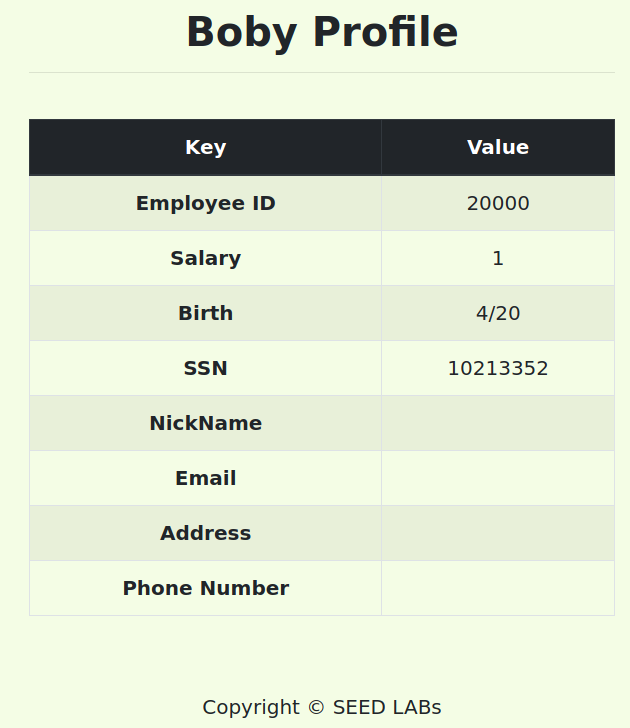 Boby Profile
Key Value
Employee ID 20000
Salary 1
Birth 4/20
SSN 10213352
NickName
Email
Address
Phone Number
Copyright © SEED LABs